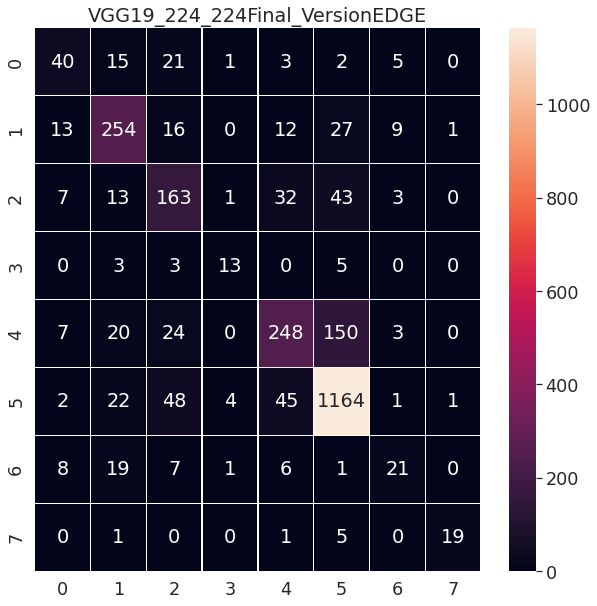 VGG19_224_224Final_VersionEDGE
0 40 15 21 1 3 2 5 0
1 13 254 16 0 12 27 9 1
2 7 13 163 1 32 43 3 0
3 0 3 3 13 0 5 0 0
4 7 20 24 0 248 150 3 0
5 2 22 48 4 45 1164 1 1
6 8 19 7 1 6 1 21 0
7 0 1 0 0 1 5 0 19
0 1 2 3 4 5 6 7
1000
800
600
400
200
0